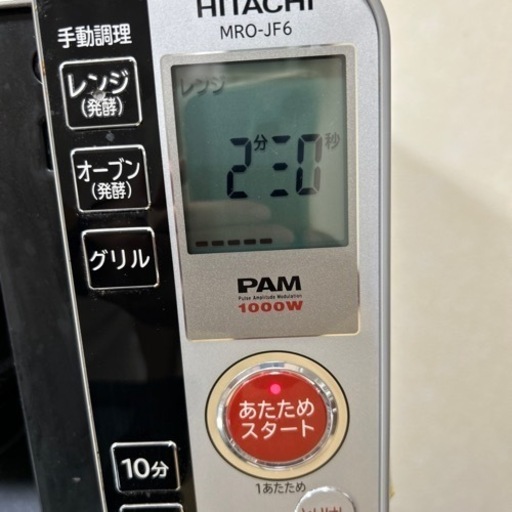 HITACHI
MRO-JF6
手動調理
レンジ
(発酵)
オーブン
(発酵)
グリル
レンジ
2分30秒
PAM
Pulse Amplitude Modulation
1000W
あたため
スタート
1あたため
10分